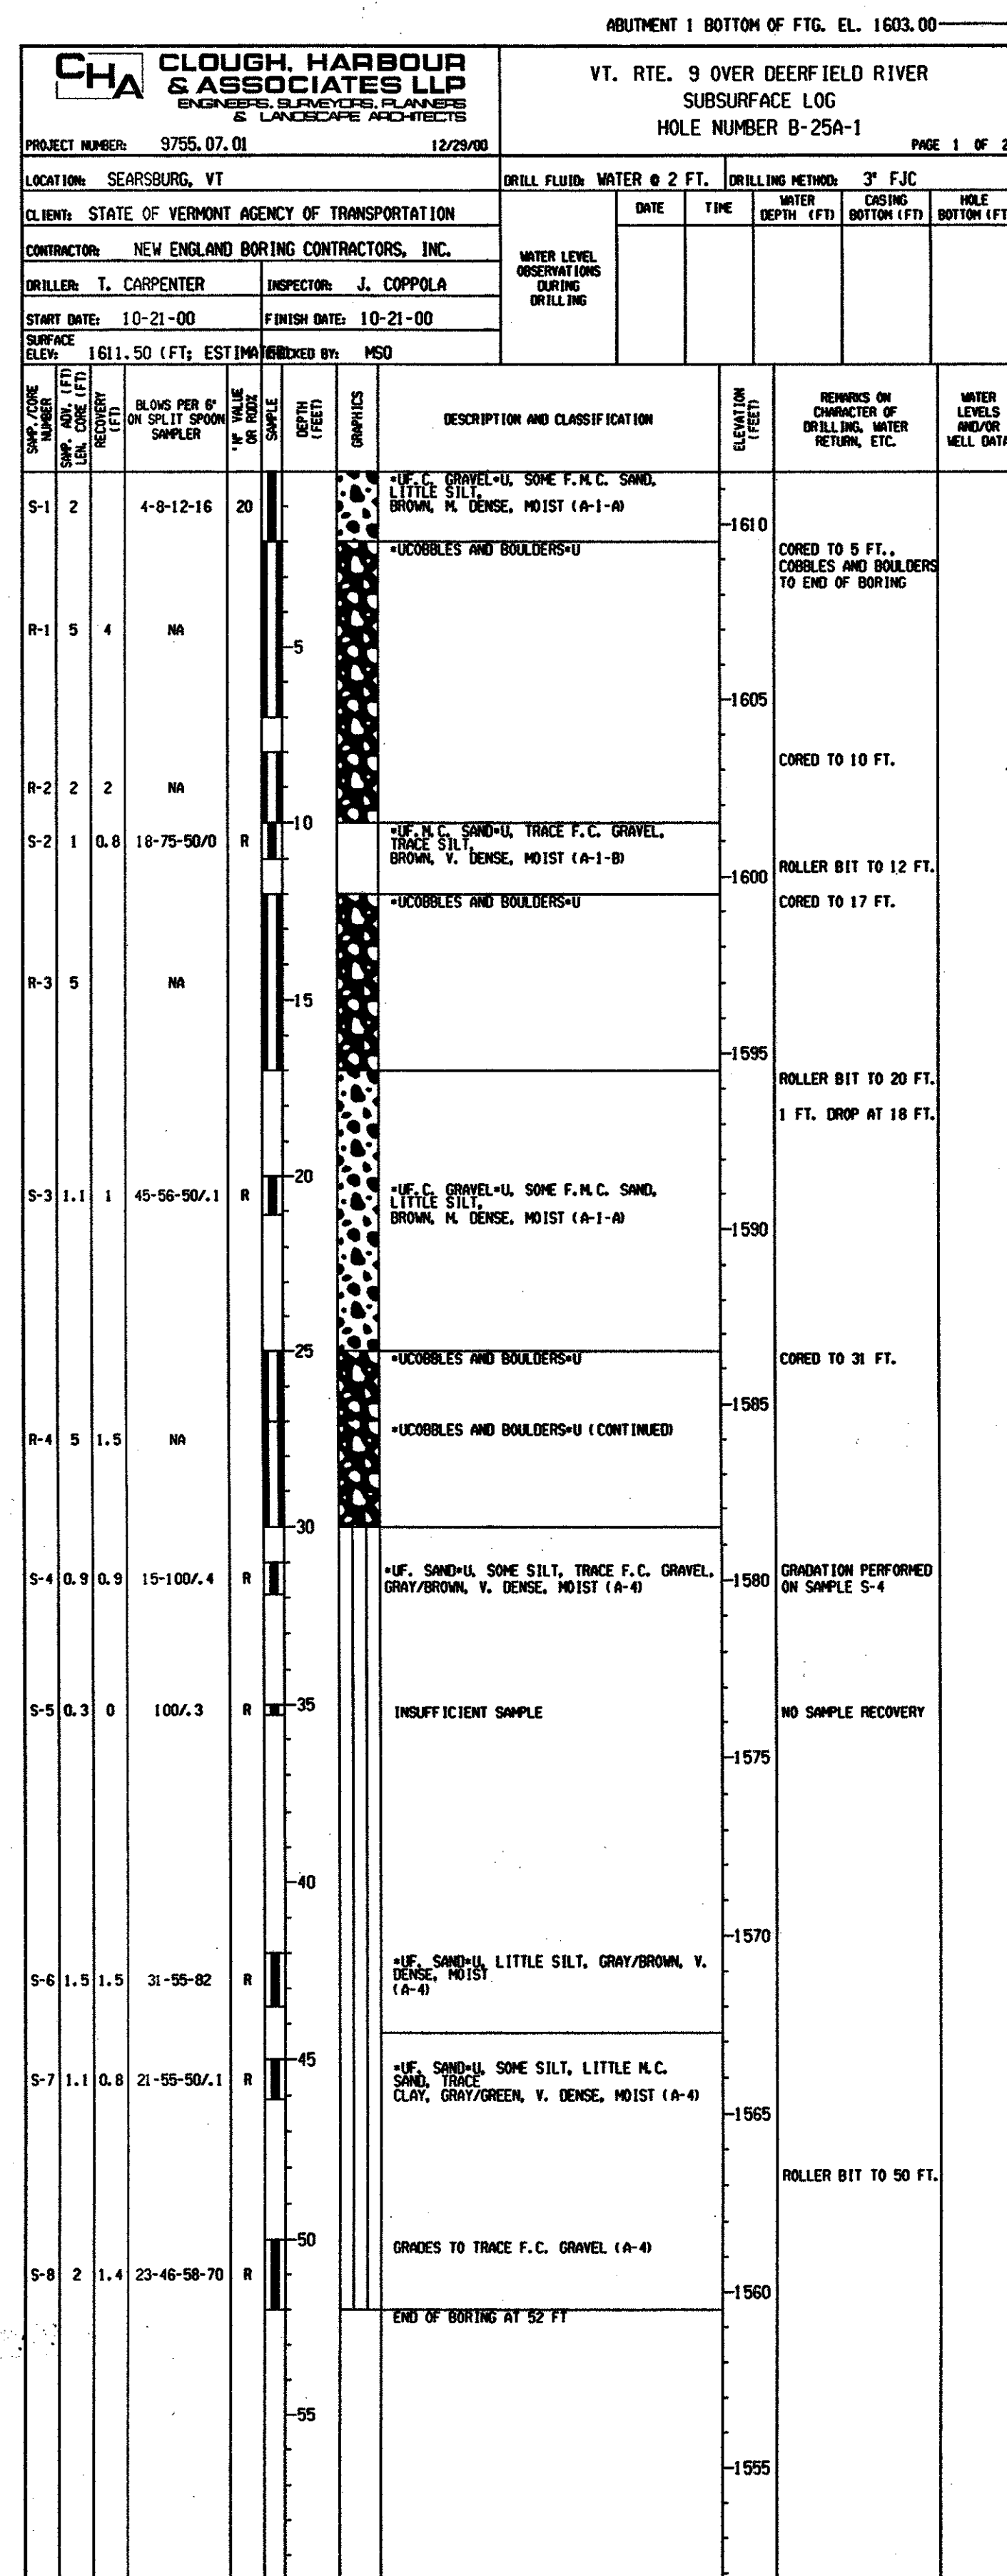 ABUTMENT 1 BOTTOM OF FTG. EL. 1603.00
CHA
CLOUGH, HARBOUR
& ASSOCIATES LLP
ENGINEERS, SURVEYORS, PLANNERS
& LANDSCAPE ARCHITECTS
PROJECT NUMBER: 9755.07.01 12/29/00
VT. RTE. 9 OVER DEERFIELD RIVER
SUBSURFACE LOG
HOLE NUMBER B-25A-1
PAGE 1 OF 2
LOCATION: SEARSBURG, VT
DRILL FLUID: WATER @ 2 FT. DRILLING METHOD: 3" FJC
CLIENT: STATE OF VERMONT AGENCY OF TRANSPORTATION
CONTRACTOR: NEW ENGLAND BORING CONTRACTORS, INC.
DRILLER: T. CARPENTER INSPECTOR: J. COPPOLA
START DATE: 10-21-00 FINISH DATE: 10-21-00
SURFACE
ELEV: 1611.50 (FT; ESTIMA CHECKED BY: MSO
WATER LEVEL
OBSERVATIONS
DURING
DRILLING
DATE
TIME
WATER
DEPTH (FT)
CASING
BOTTOM (FT)
HOLE
BOTTOM (FT
SAMP./CORE
NUMBER
SAMP. ADV. (FT)
LEN. CORE (FT)
RECOVERY
(FT)
BLOWS PER 6"
ON SPLIT SPOON
SAMPLER
"N" VALUE
OR RQD%
SAMPLE
DEPTH
(FEET)
GRAPHICS
DESCRIPTION AND CLASSIFICATION
ELEVATION
(FEET)
REMARKS ON
CHARACTER OF
DRILLING, WATER
RETURN, ETC.
WATER
LEVELS
AND/OR
WELL DATA
*UF.C. GRAVEL*U, SOME F.M.C. SAND,
LITTLE SILT,
BROWN, M. DENSE, MOIST (A-1-A)
S-1 2 4-8-12-16 20
1610
*UCOBBLES AND BOULDERS*U
CORED TO 5 FT.,
COBBLES AND BOULDERS
TO END OF BORING
R-1 5 4 NA
5
1605
CORED TO 10 FT.
R-2 2 2 NA
10
*UF.M.C. SAND*U, TRACE F.C. GRAVEL,
TRACE SILT,
BROWN, V. DENSE, MOIST (A-1-B)
S-2 1 0.8 18-75-50/0 R
ROLLER BIT TO 12 FT.
1600
*UCOBBLES AND BOULDERS*U
CORED TO 17 FT.
R-3 5 NA
15
1595
ROLLER BIT TO 20 FT.
1 FT. DROP AT 18 FT.
20
S-3 1.1 1 45-56-50/.1 R
*UF.C. GRAVEL*U, SOME F.M.C. SAND,
LITTLE SILT,
BROWN, M. DENSE, MOIST (A-1-A)
1590
25
*UCOBBLES AND BOULDERS*U
CORED TO 31 FT.
1585
*UCOBBLES AND BOULDERS*U (CONTINUED)
R-4 5 1.5 NA
30
S-4 0.9 0.9 15-100/.4 R
*UF. SAND*U, SOME SILT, TRACE F.C. GRAVEL,
GRAY/BROWN, V. DENSE, MOIST (A-4)
1580
GRADATION PERFORMED
ON SAMPLE S-4
35
S-5 0.3 0 100/.3 R
INSUFFICIENT SAMPLE
NO SAMPLE RECOVERY
1575
40
1570
S-6 1.5 1.5 31-55-82 R
*UF. SAND*U, LITTLE SILT, GRAY/BROWN, V.
DENSE, MOIST
(A-4)
45
S-7 1.1 0.8 21-55-50/.1 R
*UF. SAND*U, SOME SILT, LITTLE M.C.
SAND, TRACE
CLAY, GRAY/GREEN, V. DENSE, MOIST (A-4)
1565
ROLLER BIT TO 50 FT.
50
GRADES TO TRACE F.C. GRAVEL (A-4)
S-8 2 1.4 23-46-58-70 R
1560
END OF BORING AT 52 FT
55
1555